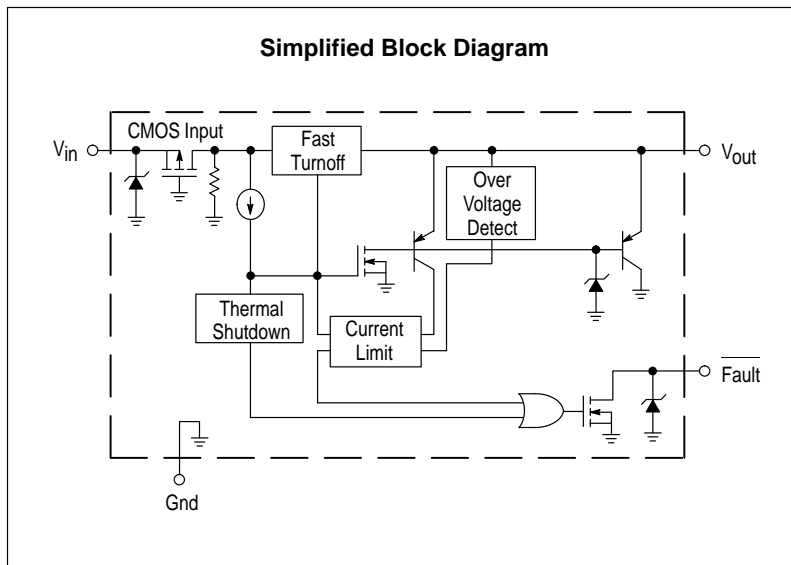 Simplified Block Diagram
CMOS Input
Vin
Fast
Turnoff
Vout
Over
Voltage
Detect
Thermal
Shutdown
Current
Limit
Fault
Gnd